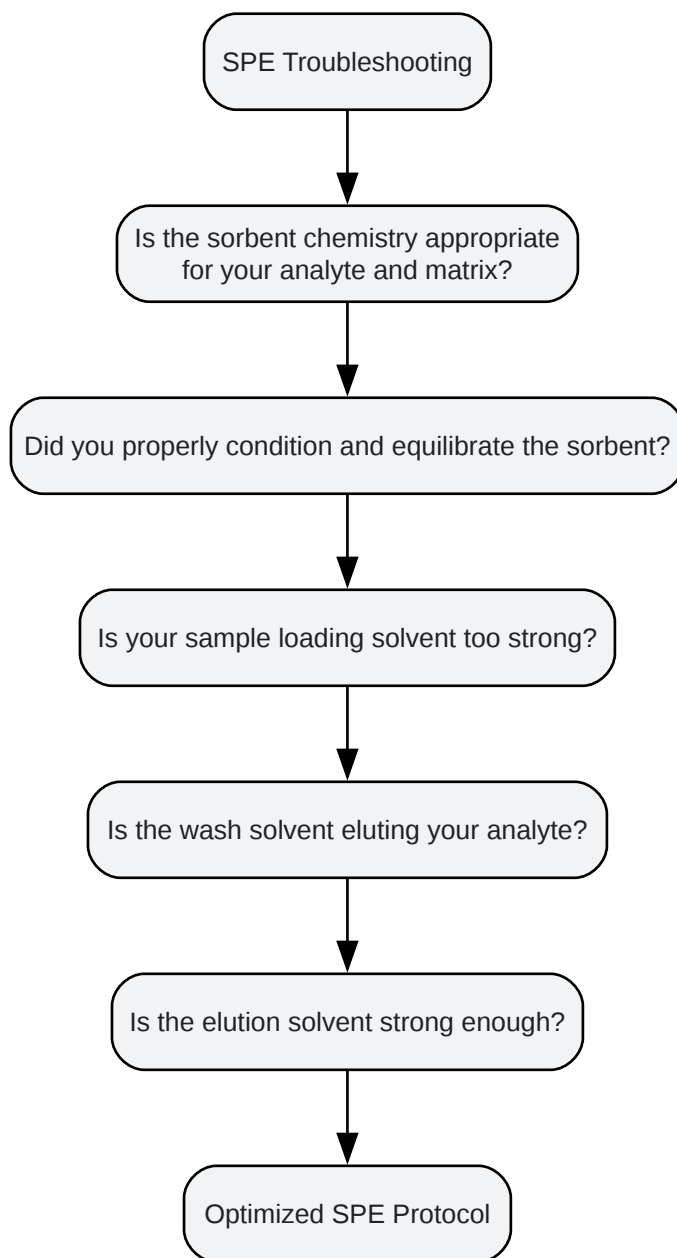 SPE Troubleshooting
Is the sorbent chemistry appropriate
for your analyte and matrix?
Did you properly condition and equilibrate the sorbent?
Is your sample loading solvent too strong?
Is the wash solvent eluting your analyte?
Is the elution solvent strong enough?
Optimized SPE Protocol